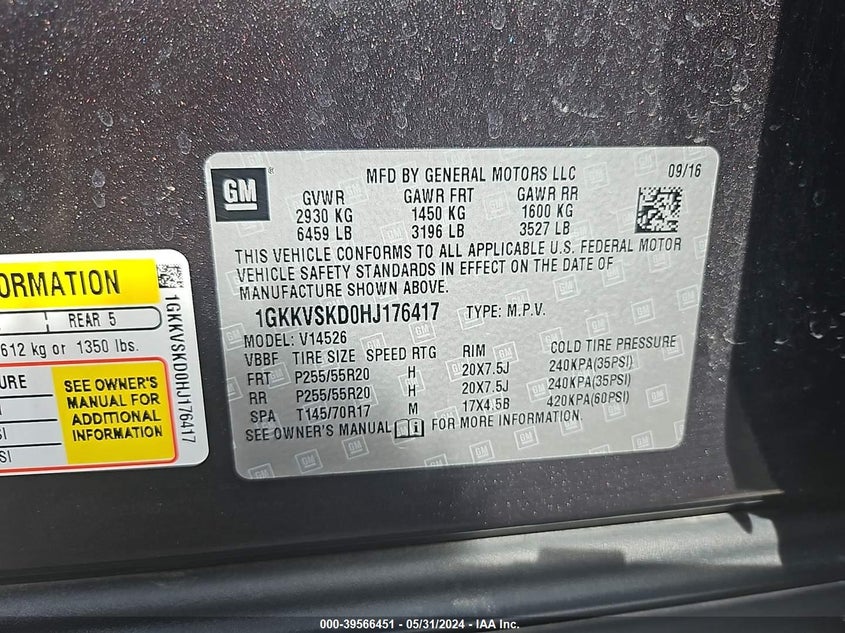 GM
MFD BY GENERAL MOTORS LLC 09/16
GVWR GAWR FRT GAWR RR
2930 KG 1450 KG 1600 KG
6459 LB 3196 LB 3527 LB
THIS VEHICLE CONFORMS TO ALL APPLICABLE U.S. FEDERAL MOTOR
VEHICLE SAFETY STANDARDS IN EFFECT ON THE DATE OF
MANUFACTURE SHOWN ABOVE.
1GKKVSKD0HJ176417 TYPE: M.P.V.
MODEL: V14526
VBBF TIRE SIZE SPEED RTG RIM COLD TIRE PRESSURE
FRT P255/55R20 H 20X7.5J 240KPA(35PSI)
RR P255/55R20 H 20X7.5J 240KPA(35PSI)
SPA T145/70R17 M 17X4.5B 420KPA(60PSI)
SEE OWNER'S MANUAL FOR MORE INFORMATION.
ORMATION
REAR 5
612 kg or 1350 lbs.
URE
SEE OWNER'S
MANUAL FOR
ADDITIONAL
INFORMATION
SI
SI
1GKKVSKD0HJ176417
000-39566451 - 05/31/2024 - IAA Inc.